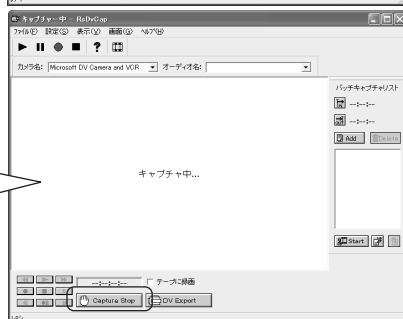 キャプチャー中 - RsDvCap
ファイル(F) 設定(S) 表示(V) 画面(G) ヘルプ(H)
?
カメラ名: Microsoft DV Camera and VCR オーディオ名:
バッチキャプチャリスト
--:--:--
--:--:--
Add Delete
キャプチャ中...
Start
--:--:-- テープに録画
Capture Stop DV Export